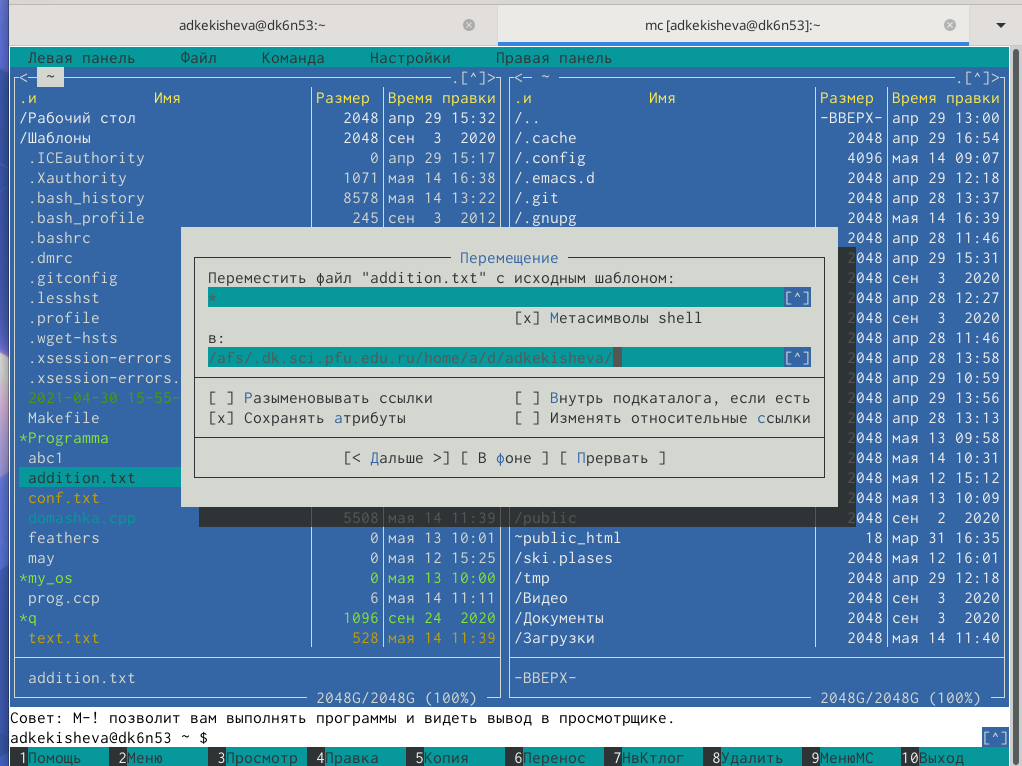 adkekisheva@dk6n53:~
mc [adkekisheva@dk6n53]:~
Левая панель Файл Команда Настройки Правая панель
<— ~ .[^]> <— ~ .[^]>
.и Имя Размер Время правки .и Имя Размер Время правки
/Рабочий стол 2048 апр 29 15:32 /.. -ВВЕРХ- апр 29 13:00
/Шаблоны 2048 сен 3 2020 /.cache 2048 апр 29 16:54
.ICEauthority 0 апр 29 15:17 /.config 4096 мая 14 09:07
.Xauthority 1071 мая 14 16:38 /.emacs.d 2048 апр 29 12:18
.bash_history 8578 мая 14 13:22 /.git 2048 апр 28 13:37
.bash_profile 245 сен 3 2012 /.gnupg 2048 мая 14 16:39
.bashrc 2048 апр 28 11:46
.dmrc 2048 апр 29 15:31
.gitconfig 2048 сен 3 2020
.lesshst 2048 апр 28 12:27
.profile 2048 сен 3 2020
.wget-hsts 2048 апр 28 11:46
.xsession-errors 2048 апр 28 13:58
.xsession-errors. 2048 апр 29 10:59
2021-04-30 15-55- 2048 апр 29 13:56
Makefile 2048 апр 28 13:13
*Programma 2048 мая 13 09:58
abc1 2048 мая 14 10:31
addition.txt 2048 мая 12 15:12
conf.txt 2048 мая 13 10:09
Перемещение
Переместить файл "addition.txt" с исходным шаблоном:
* [^]
[x] Метасимволы shell
в:
/afs/.dk.sci.pfu.edu.ru/home/a/d/adkekisheva/ [^]
[ ] Разыменовывать ссылки [ ] Внутрь подкаталога, если есть
[x] Сохранять атрибуты [ ] Изменять относительные ссылки
[< Дальше >] [ В фоне ] [ Прервать ]
domashka.cpp 5508 мая 14 11:39 /public 2048 сен 2 2020
feathers 0 мая 13 10:01 ~public_html 18 мар 31 16:35
may 0 мая 12 15:25 /ski.plases 2048 мая 12 16:01
*my_os 0 мая 13 10:00 /tmp 2048 апр 29 12:18
prog.ccp 6 мая 14 11:11 /Видео 2048 сен 3 2020
*q 1096 сен 24 2020 /Документы 2048 сен 3 2020
text.txt 528 мая 14 11:39 /Загрузки 2048 мая 14 11:40
addition.txt -ВВЕРХ-
2048G/2048G (100%) 2048G/2048G (100%)
Совет: M-! позволит вам выполнять программы и видеть вывод в просмотрщике.
adkekisheva@dk6n53 ~ $ [^]
1Помощь 2Меню 3Просмотр 4Правка 5Копия 6Перенос 7НвКтлог 8Удалить 9МенюМС 10Выход